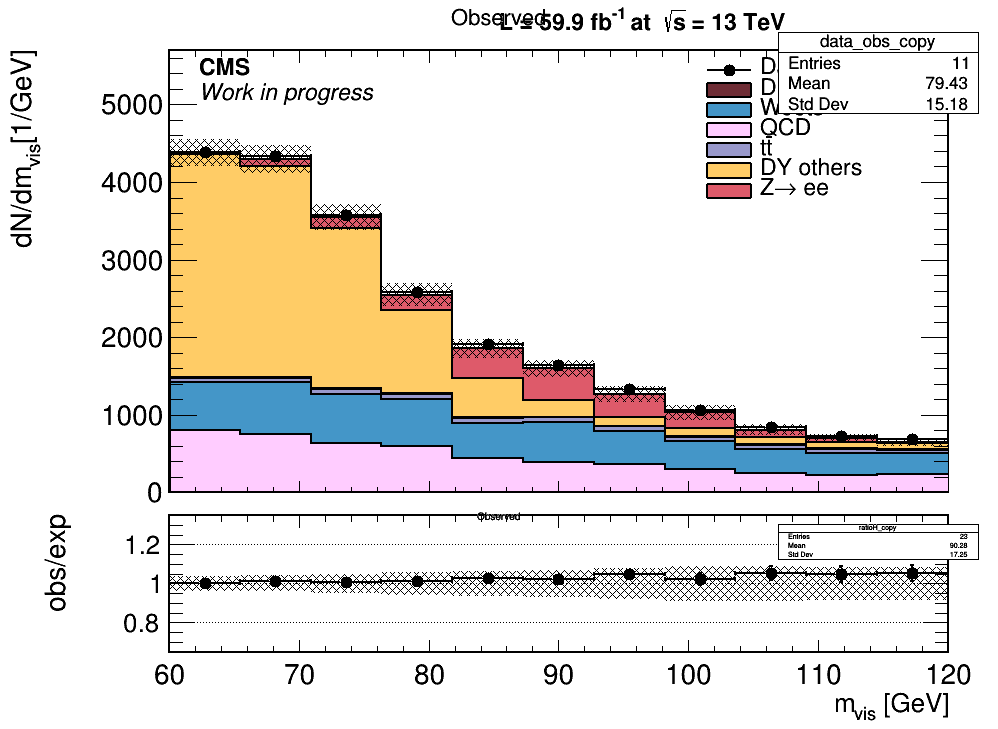 Observed
L = 59.9 fb-1 at √s = 13 TeV
data_obs_copy
Entries 11
Mean 79.43
Std Dev 15.18
CMS
Work in progress
QCD
tt̄
DY others
Z→ ee
dN/dmvis[1/GeV]
5000
4000
3000
2000
1000
0
Observed
ratioH_copy
Entries 23
Mean 90.28
Std Dev 17.25
obs/exp
1.2
1
0.8
60 70 80 90 100 110 120
mvis [GeV]